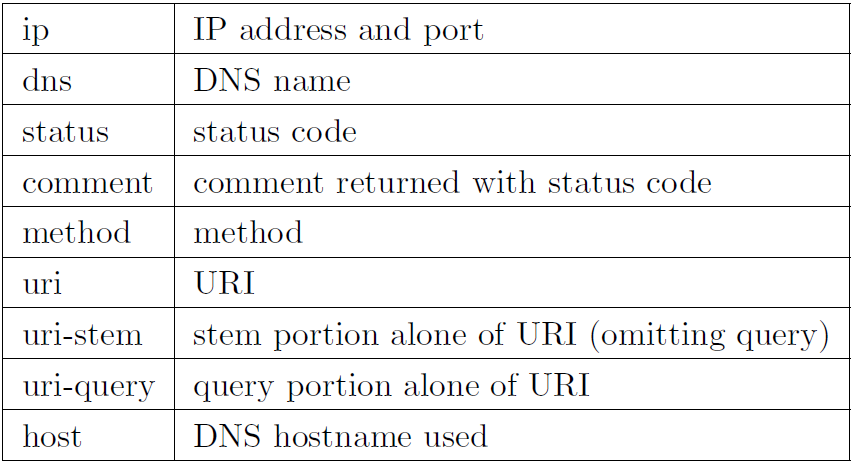 ip IP address and port
dns DNS name
status status code
comment comment returned with status code
method method
uri URI
uri-stem stem portion alone of URI (omitting query)
uri-query query portion alone of URI
host DNS hostname used